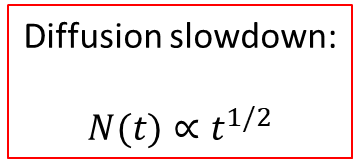 Diffusion slowdown:
N(t) ∝ t^{1/2}